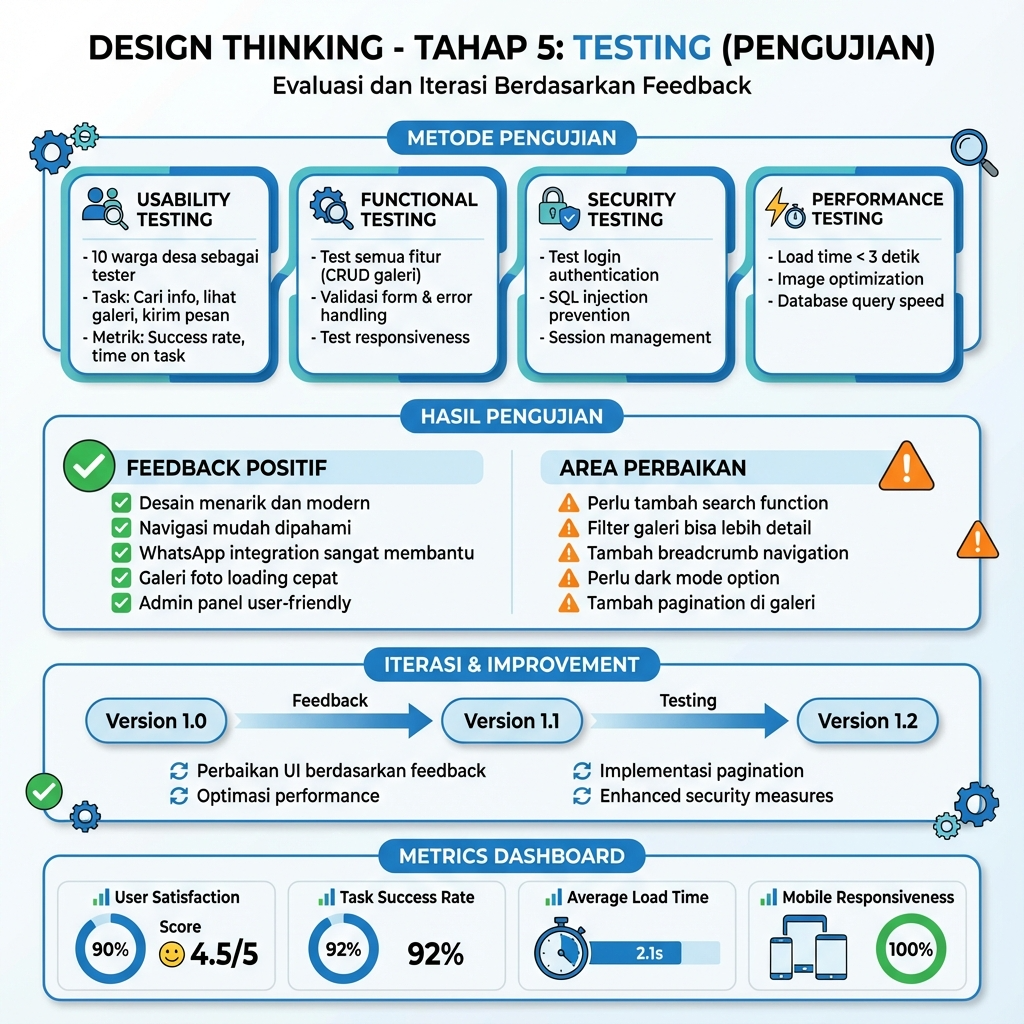 DESIGN THINKING - TAHAP 5: TESTING (PENGUJIAN)
Evaluasi dan Iterasi Berdasarkan Feedback
METODE PENGUJIAN
USABILITY
TESTING
- 10 warga desa sebagai
tester
- Task: Cari info, lihat
galeri, kirim pesan
- Metrik: Success rate,
time on task
FUNCTIONAL
TESTING
- Test semua fitur
(CRUD galeri)
- Validasi form & error
handling
- Test responsiveness
SECURITY
TESTING
- Test login
authentication
- SQL injection
prevention
- Session management
PERFORMANCE
TESTING
- Load time < 3 detik
- Image optimization
- Database query speed
HASIL PENGUJIAN
FEEDBACK POSITIF
Desain menarik dan modern
Navigasi mudah dipahami
WhatsApp integration sangat membantu
Galeri foto loading cepat
Admin panel user-friendly
AREA PERBAIKAN
Perlu tambah search function
Filter galeri bisa lebih detail
Tambah breadcrumb navigation
Perlu dark mode option
Tambah pagination di galeri
ITERASI & IMPROVEMENT
Version 1.0
Feedback
Version 1.1
Testing
Version 1.2
Perbaikan UI berdasarkan feedback
Optimasi performance
Implementasi pagination
Enhanced security measures
METRICS DASHBOARD
User Satisfaction
90%
Score
4.5/5
Task Success Rate
92%
92%
Average Load Time
2.1s
Mobile Responsiveness
100%